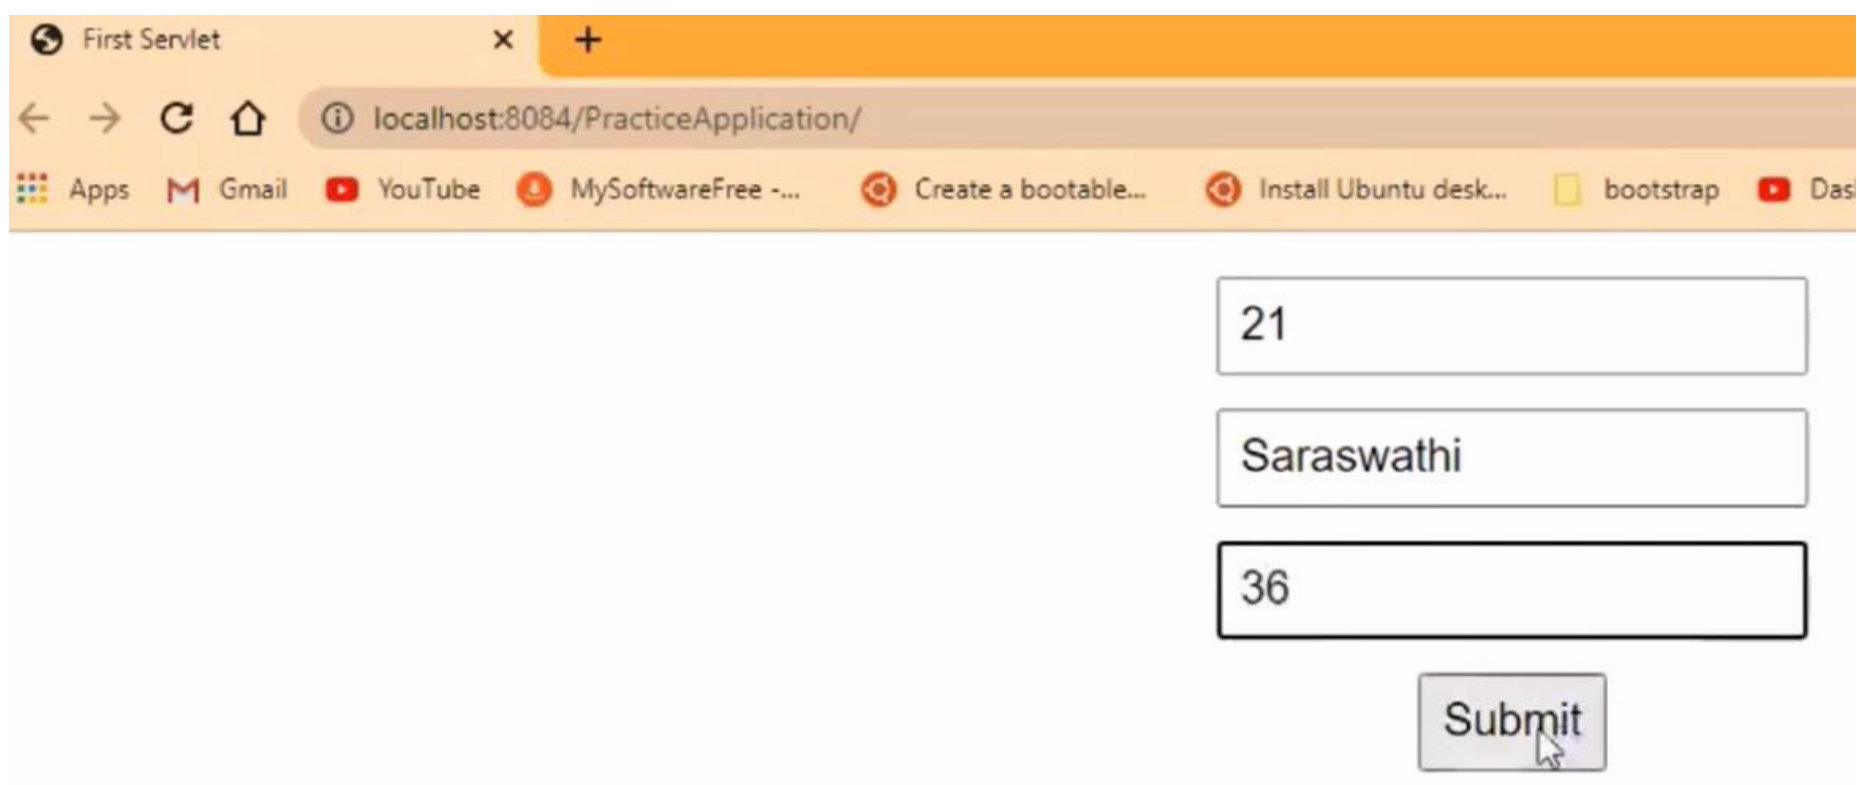 First Servlet
localhost:8084/PracticeApplication/
Apps Gmail YouTube MySoftwareFree -... Create a bootable... Install Ubuntu desk... bootstrap Das
21
Saraswathi
36
Submit